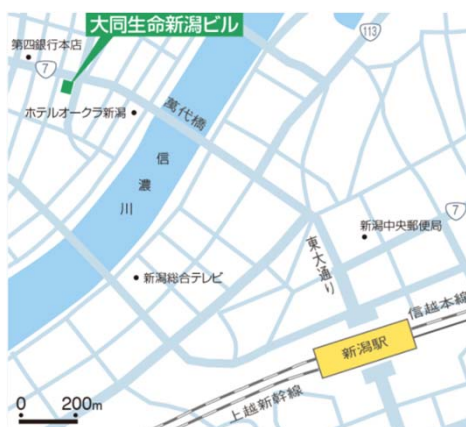 大同生命新潟ビル
第四銀行本店
7
113
ホテルオークラ新潟
萬代橋
信濃川
7
新潟中央郵便局
東大通り
新潟総合テレビ
信越本線
新潟駅
上越新幹線
0 200m